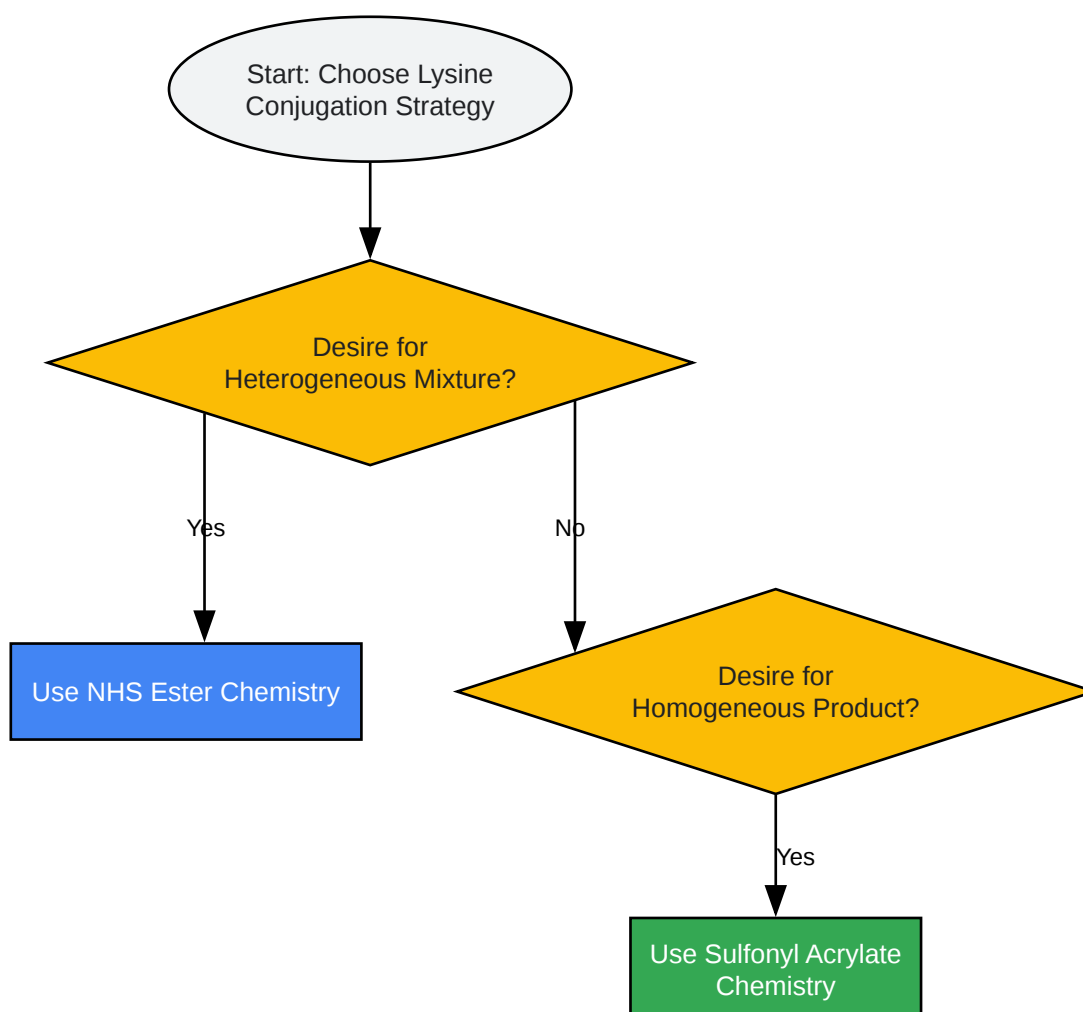 Start: Choose Lysine
Conjugation Strategy
Desire for
Heterogeneous Mixture?
Yes
No
Use NHS Ester Chemistry
Desire for
Homogeneous Product?
Yes
Use Sulfonyl Acrylate
Chemistry